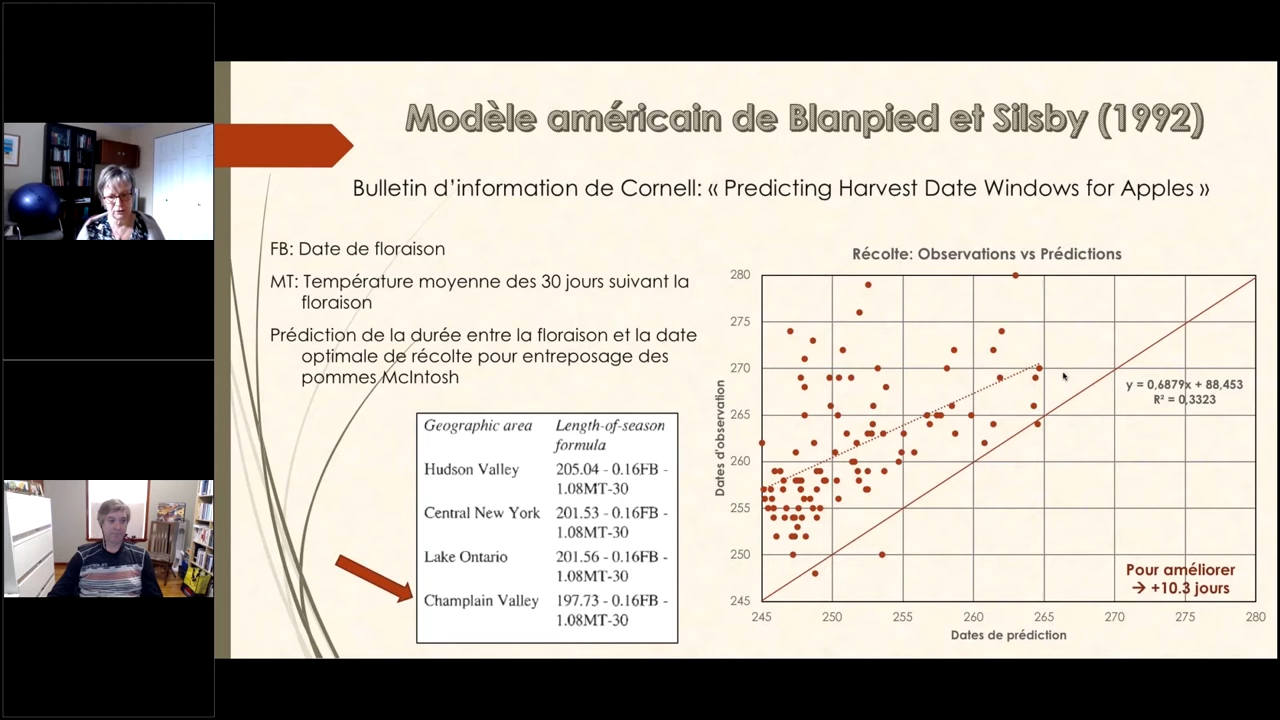 Modèle américain de Blanpied et Silsby (1992)
Bulletin d’information de Cornell: « Predicting Harvest Date Windows for Apples »
FB: Date de floraison
MT: Température moyenne des 30 jours suivant la
floraison
Prédiction de la durée entre la floraison et la date
optimale de récolte pour entreposage des
pommes McIntosh
Geographic area Length-of-season
formula
Hudson Valley 205.04 - 0.16FB -
1.08MT-30
Central New York 201.53 - 0.16FB -
1.08MT-30
Lake Ontario 201.56 - 0.16FB -
1.08MT-30
Champlain Valley 197.73 - 0.16FB -
1.08MT-30
Récolte: Observations vs Prédictions
Dates d'observation
280
275
270
265
260
255
250
245
y = 0,6879x + 88,453
R² = 0,3323
Pour améliorer
→ +10.3 jours
245 250 255 260 265 270 275 280
Dates de prédiction